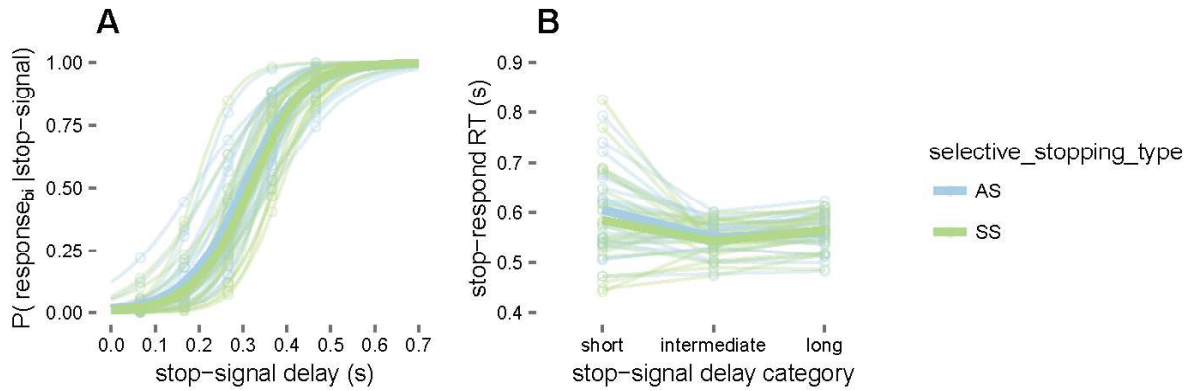 A
P( response_bi |stop−signal)
1.00
0.75
0.50
0.25
0.00
0.0 0.1 0.2 0.3 0.4 0.5 0.6 0.7
stop−signal delay (s)
B
stop−respond RT (s)
0.9
0.8
0.7
0.6
0.5
0.4
short intermediate long
stop−signal delay category
selective_stopping_type
AS
SS